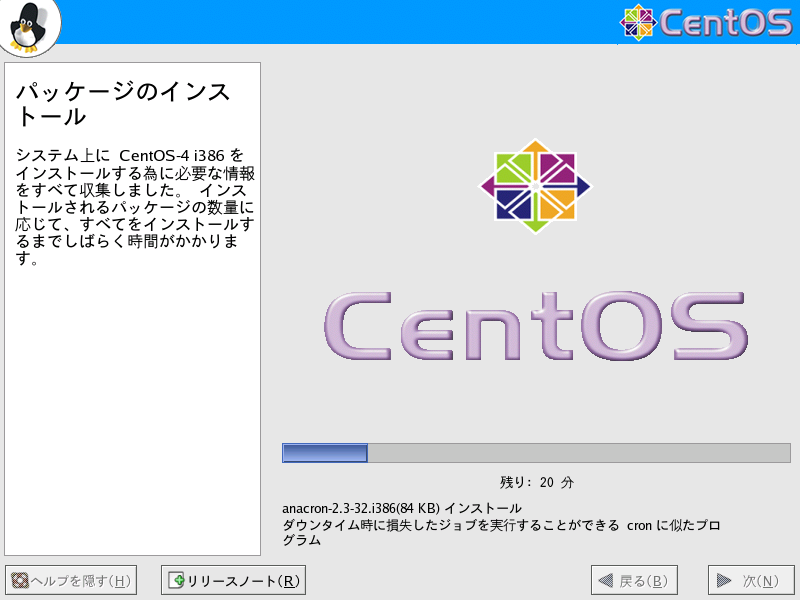 CentOS
パッケージのインス
トール
システム上に CentOS-4 i386 を
インストールする為に必要な情報
をすべて収集しました。 インス
トールされるパッケージの数量に
応じて、すべてをインストールす
るまでしばらく時間がかかりま
す。
CentOS
残り: 20 分
anacron-2.3-32.i386(84 KB) インストール
ダウンタイム時に損失したジョブを実行することができる cron に似たプロ
グラム
ヘルプを隠す(H)
リリースノート(R)
戻る(B)
次(N)